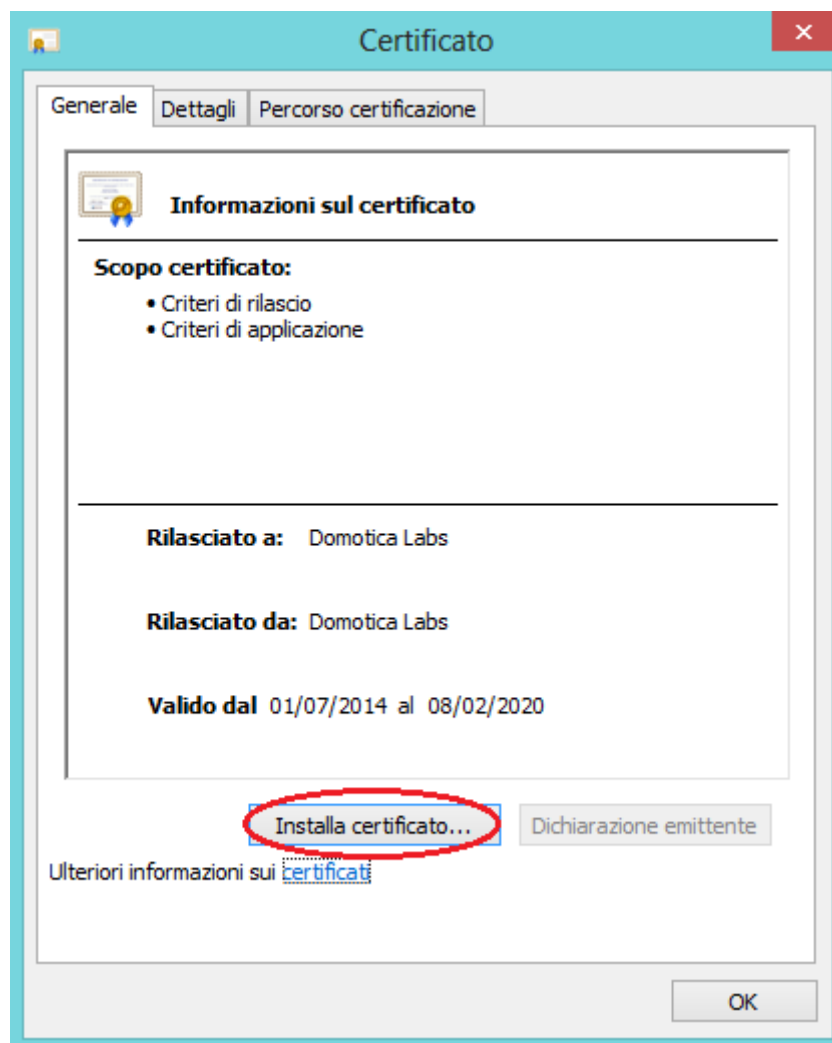 Certificato
Generale Dettagli Percorso certificazione
Informazioni sul certificato
Scopo certificato:
• Criteri di rilascio
• Criteri di applicazione
Rilasciato a: Domotica Labs
Rilasciato da: Domotica Labs
Valido dal 01/07/2014 al 08/02/2020
Installa certificato... Dichiarazione emittente
Ulteriori informazioni sui certificati
OK